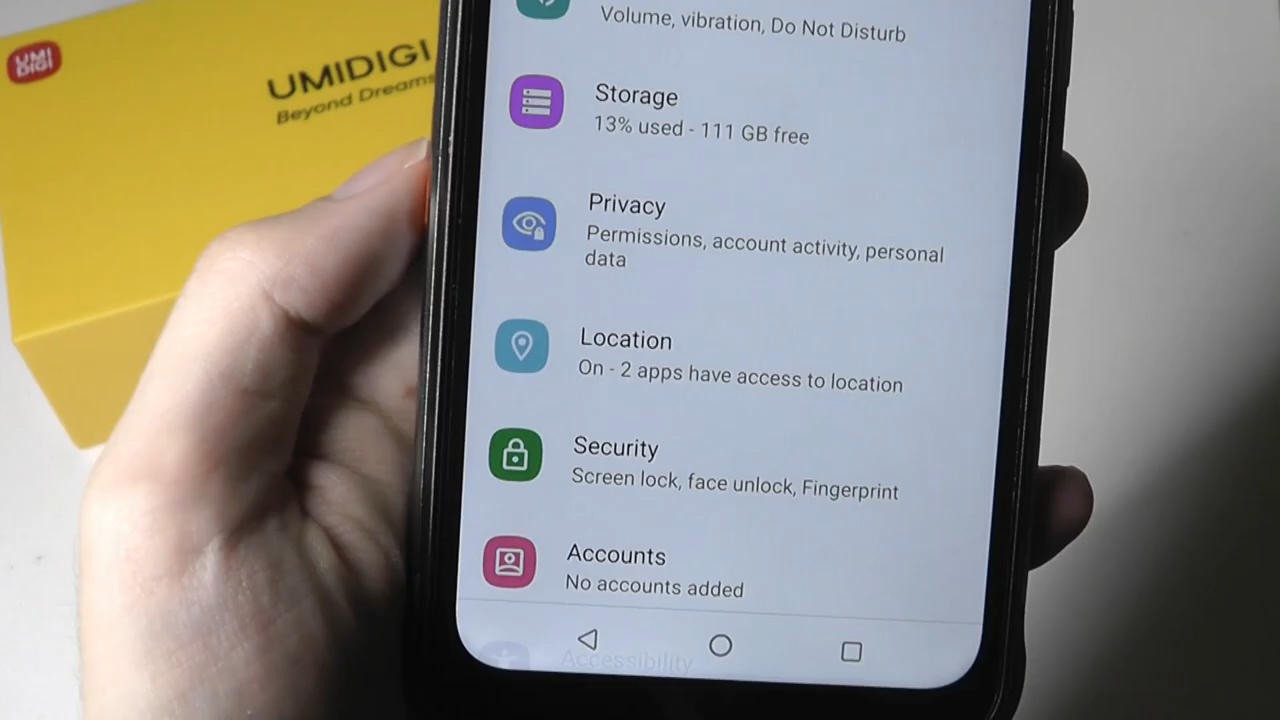 UMI
DIGI
UMIDIGI
Beyond Dreams
Volume, vibration, Do Not Disturb
Storage
13% used - 111 GB free
Privacy
Permissions, account activity, personal
data
Location
On - 2 apps have access to location
Security
Screen lock, face unlock, Fingerprint
Accounts
No accounts added
Accessibility